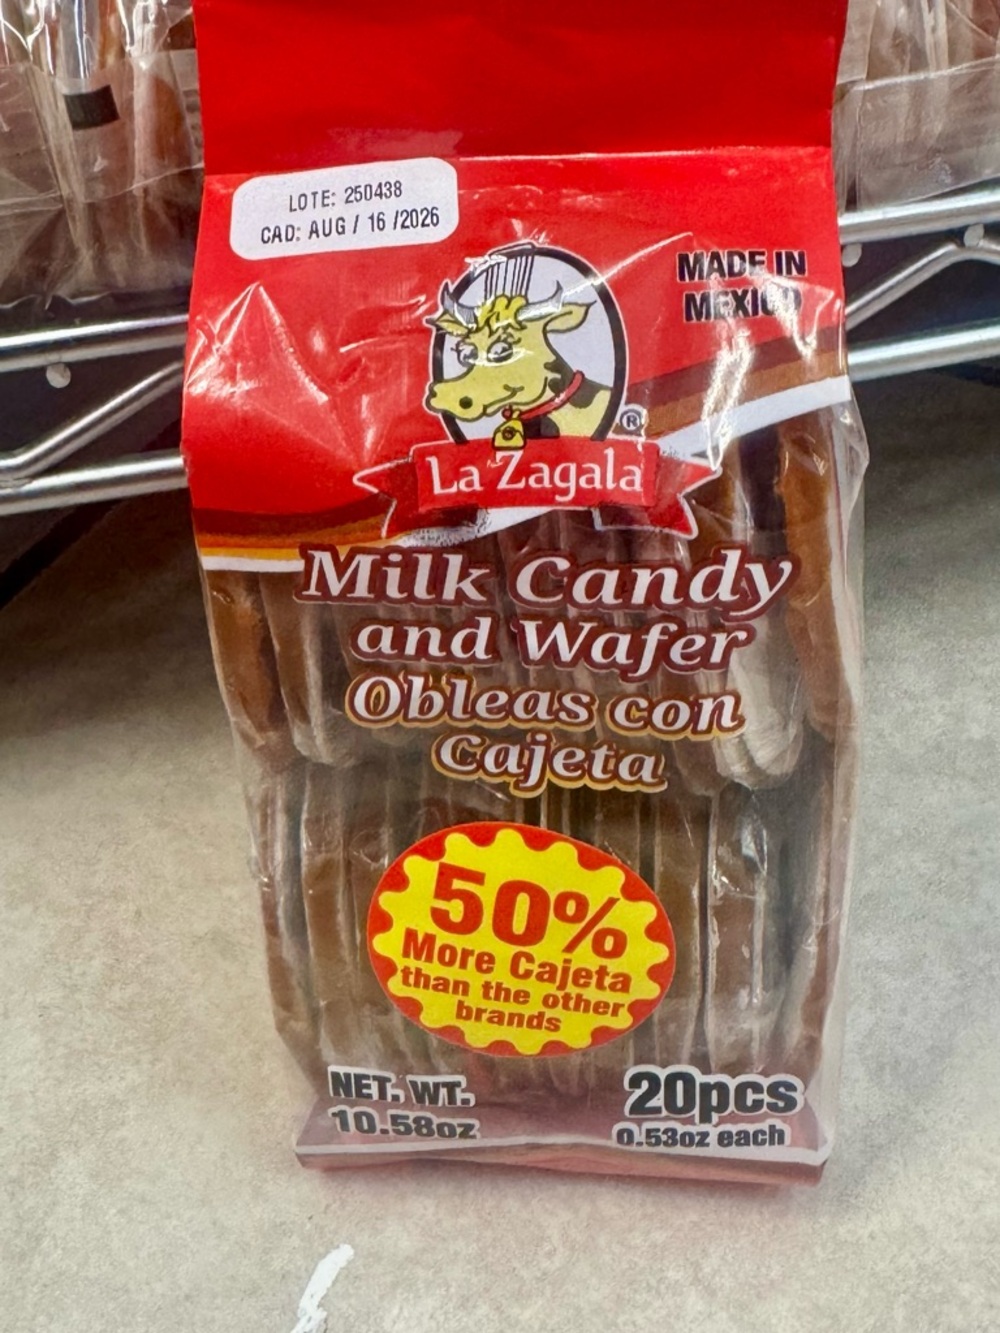 LOTE: 250438
CAD: AUG / 16 /2026
MADE IN
MEXICO
®
La Zagala
Milk Candy
and Wafer
Obleas con
Cajeta
50%
More Cajeta
than the other
brands
NET. WT.
10.58oz
20pcs
0.53oz each